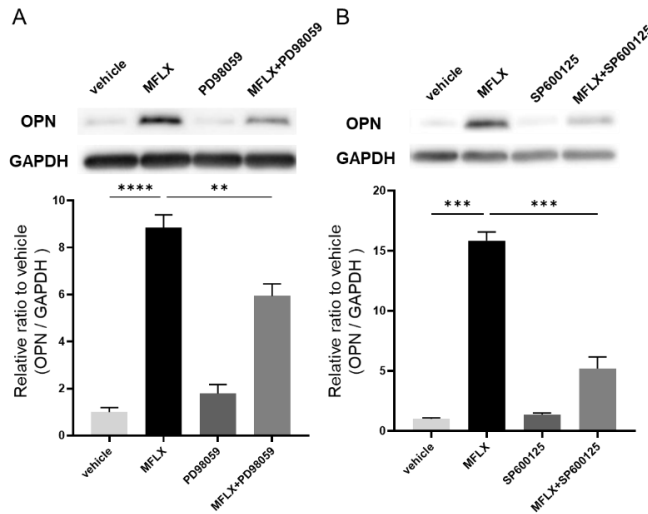 A
vehicle
MFLX
PD98059
MFLX+PD98059
OPN
GAPDH
****
**
Relative ratio to vehicle
(OPN / GAPDH )
10
8
6
4
2
0
vehicle
MFLX
PD98059
MFLX+PD98059
B
vehicle
MFLX
SP600125
MFLX+SP600125
OPN
GAPDH
***
***
Relative ratio to vehicle
(OPN / GAPDH )
20
15
10
5
0
vehicle
MFLX
SP600125
MFLX+SP600125